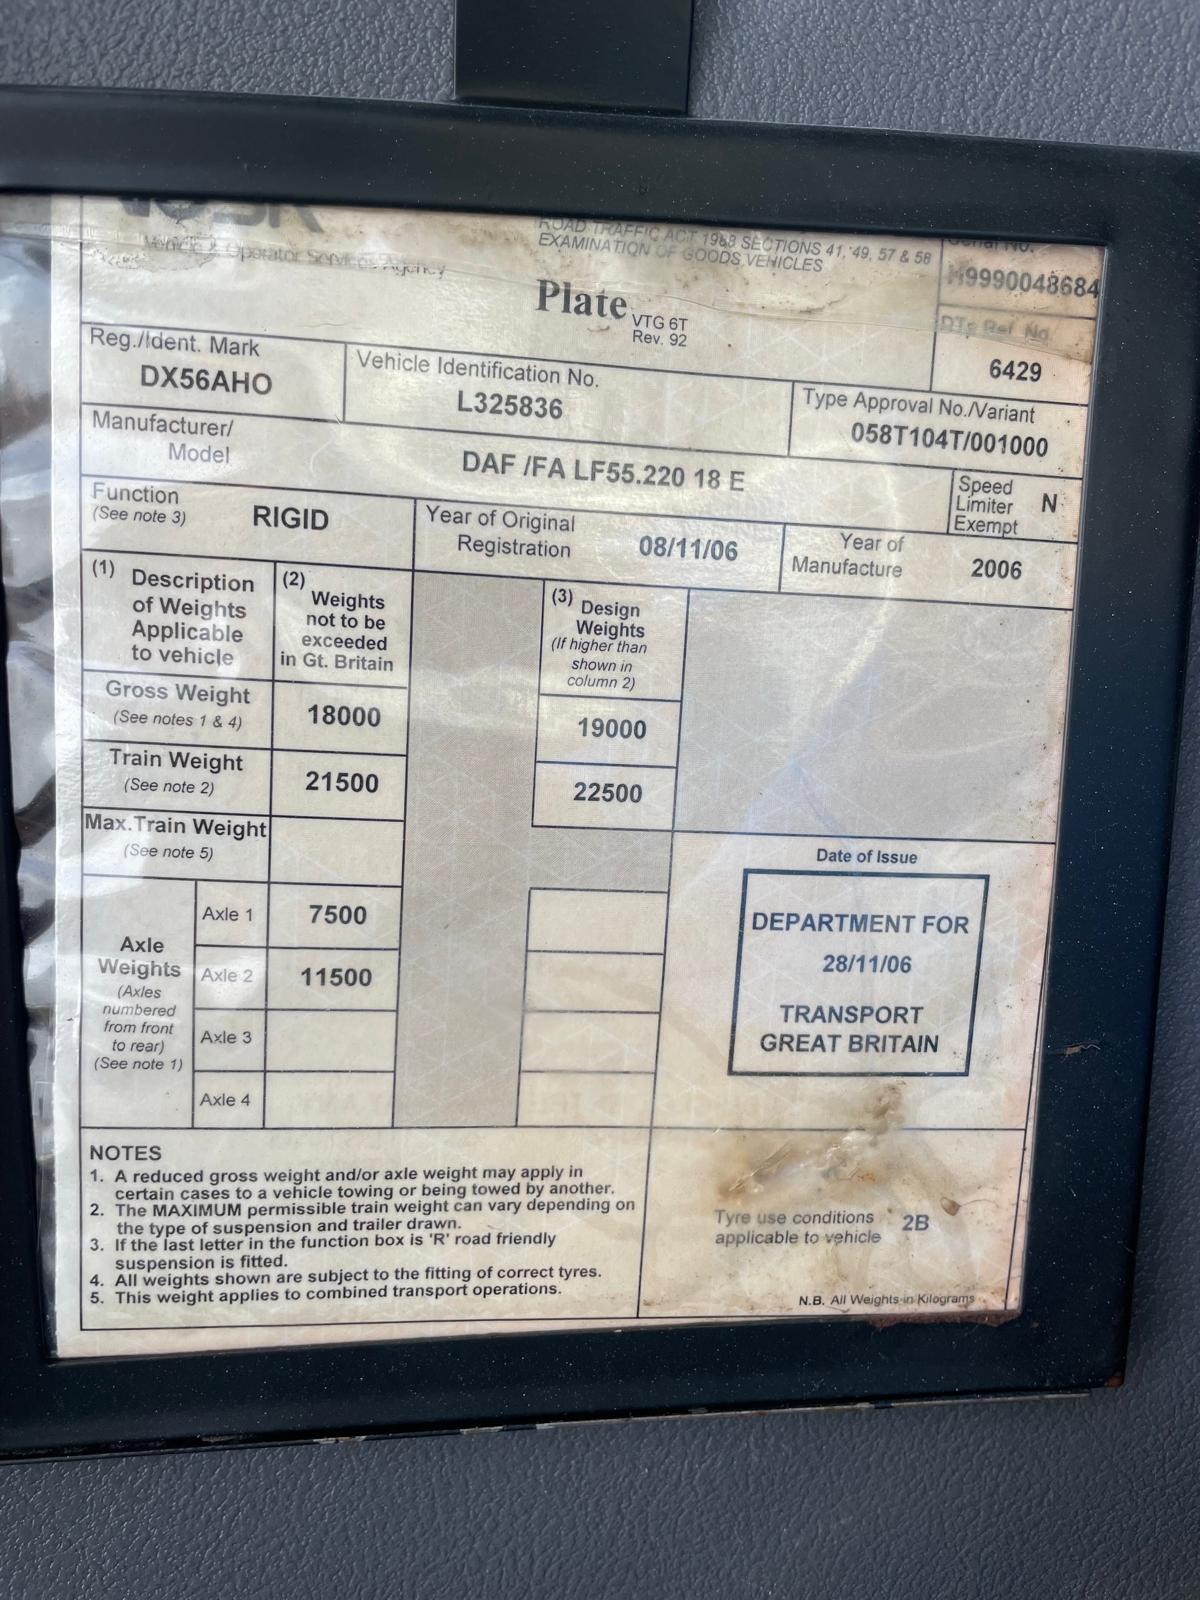 VOSA
Vehicle & Operator Services Agency
ROAD TRAFFIC ACT 1988 SECTIONS 41, 49, 57 & 58
EXAMINATION OF GOODS VEHICLES
Serial No.
H9990048684
Plate VTG 6T
Rev. 92
DTp Ref. No.
6429
Reg./Ident. Mark
DX56AHO
Vehicle Identification No.
L325836
Type Approval No./Variant
058T104T/001000
Manufacturer/
Model
DAF /FA LF55.220 18 E
Speed
Limiter
Exempt
N
Function
(See note 3)
RIGID
Year of Original
Registration
08/11/06
Year of
Manufacture
2006
(1) Description
of Weights
Applicable
to vehicle
(2) Weights
not to be
exceeded
in Gt. Britain
(3) Design
Weights
(If higher than
shown in
column 2)
Gross Weight
(See notes 1 & 4)
18000
19000
Train Weight
(See note 2)
21500
22500
Max.Train Weight
(See note 5)
Axle
Weights
(Axles
numbered
from front
to rear)
(See note 1)
Axle 1
7500
Axle 2
11500
Axle 3
Axle 4
Date of Issue
DEPARTMENT FOR
28/11/06
TRANSPORT
GREAT BRITAIN
NOTES
1. A reduced gross weight and/or axle weight may apply in
certain cases to a vehicle towing or being towed by another.
2. The MAXIMUM permissible train weight can vary depending on
the type of suspension and trailer drawn.
3. If the last letter in the function box is 'R' road friendly
suspension is fitted.
4. All weights shown are subject to the fitting of correct tyres.
5. This weight applies to combined transport operations.
Tyre use conditions
applicable to vehicle
2B
N.B. All Weights in Kilograms